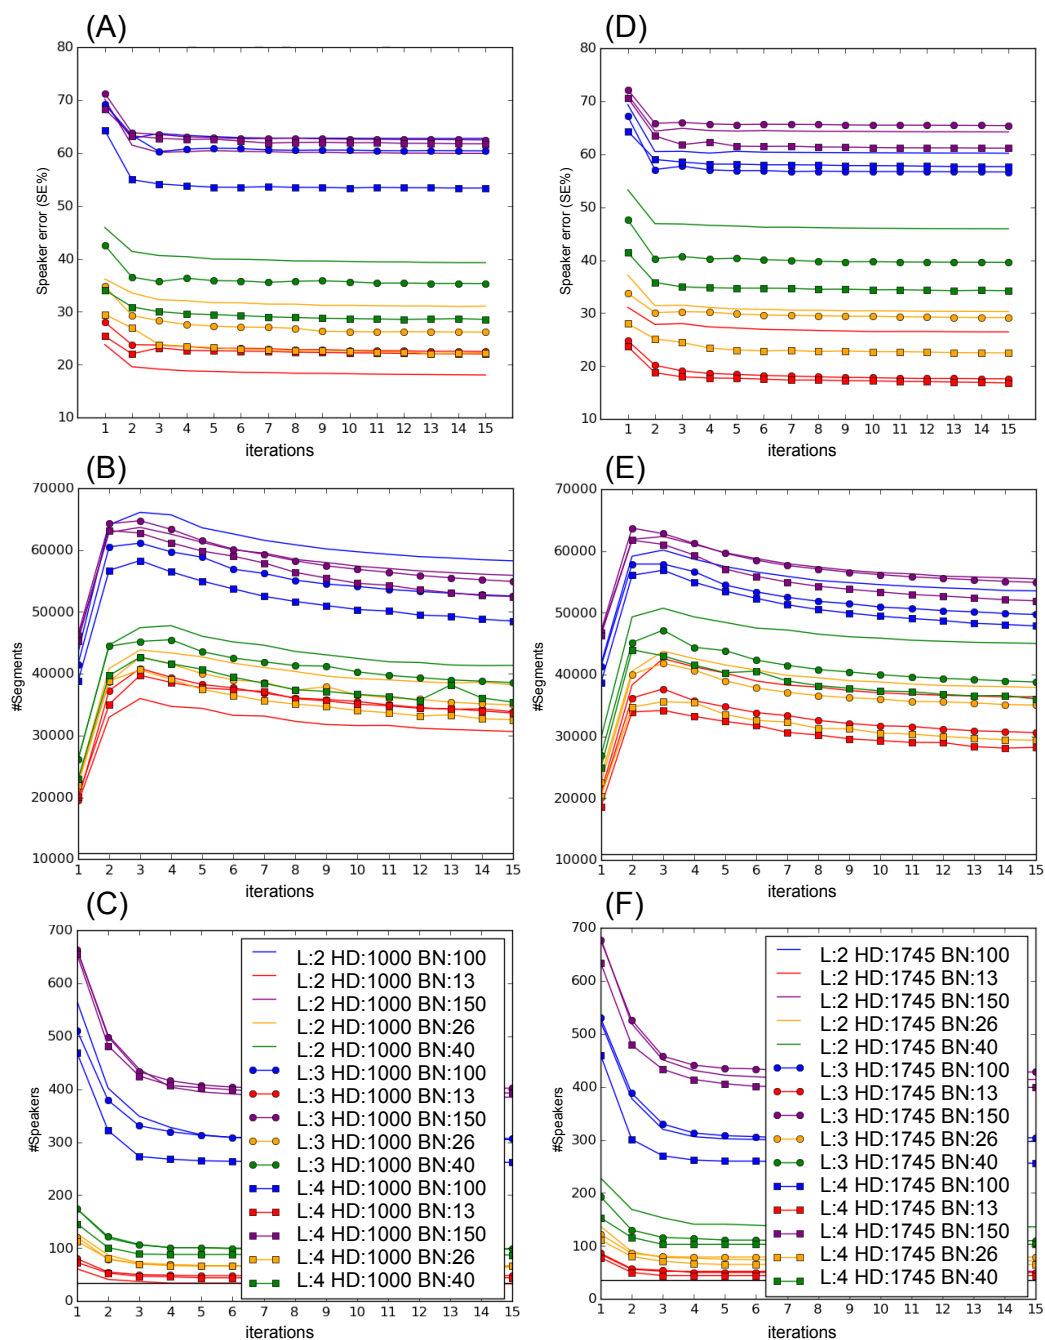 (A)
80
70
60
50
40
30
20
10
Speaker error (SE%)
1 2 3 4 5 6 7 8 9 10 11 12 13 14 15
iterations
(D)
80
70
60
50
40
30
20
10
Speaker error (SE%)
1 2 3 4 5 6 7 8 9 10 11 12 13 14 15
iterations
(B)
70000
60000
50000
40000
30000
20000
10000
#Segments
1 2 3 4 5 6 7 8 9 10 11 12 13 14 15
iterations
(E)
70000
60000
50000
40000
30000
20000
10000
#Segments
1 2 3 4 5 6 7 8 9 10 11 12 13 14 15
iterations
(C)
700
600
500
400
300
200
100
0
#Speakers
L:2 HD:1000 BN:100
L:2 HD:1000 BN:13
L:2 HD:1000 BN:150
L:2 HD:1000 BN:26
L:2 HD:1000 BN:40
L:3 HD:1000 BN:100
L:3 HD:1000 BN:13
L:3 HD:1000 BN:150
L:3 HD:1000 BN:26
L:3 HD:1000 BN:40
L:4 HD:1000 BN:100
L:4 HD:1000 BN:13
L:4 HD:1000 BN:150
L:4 HD:1000 BN:26
L:4 HD:1000 BN:40
1 2 3 4 5 6 7 8 9 10 11 12 13 14 15
iterations
(F)
700
600
500
400
300
200
100
0
#Speakers
L:2 HD:1745 BN:100
L:2 HD:1745 BN:13
L:2 HD:1745 BN:150
L:2 HD:1745 BN:26
L:2 HD:1745 BN:40
L:3 HD:1745 BN:100
L:3 HD:1745 BN:13
L:3 HD:1745 BN:150
L:3 HD:1745 BN:26
L:3 HD:1745 BN:40
L:4 HD:1745 BN:100
L:4 HD:1745 BN:13
L:4 HD:1745 BN:150
L:4 HD:1745 BN:26
L:4 HD:1745 BN:40
1 2 3 4 5 6 7 8 9 10 11 12 13 14 15
iterations